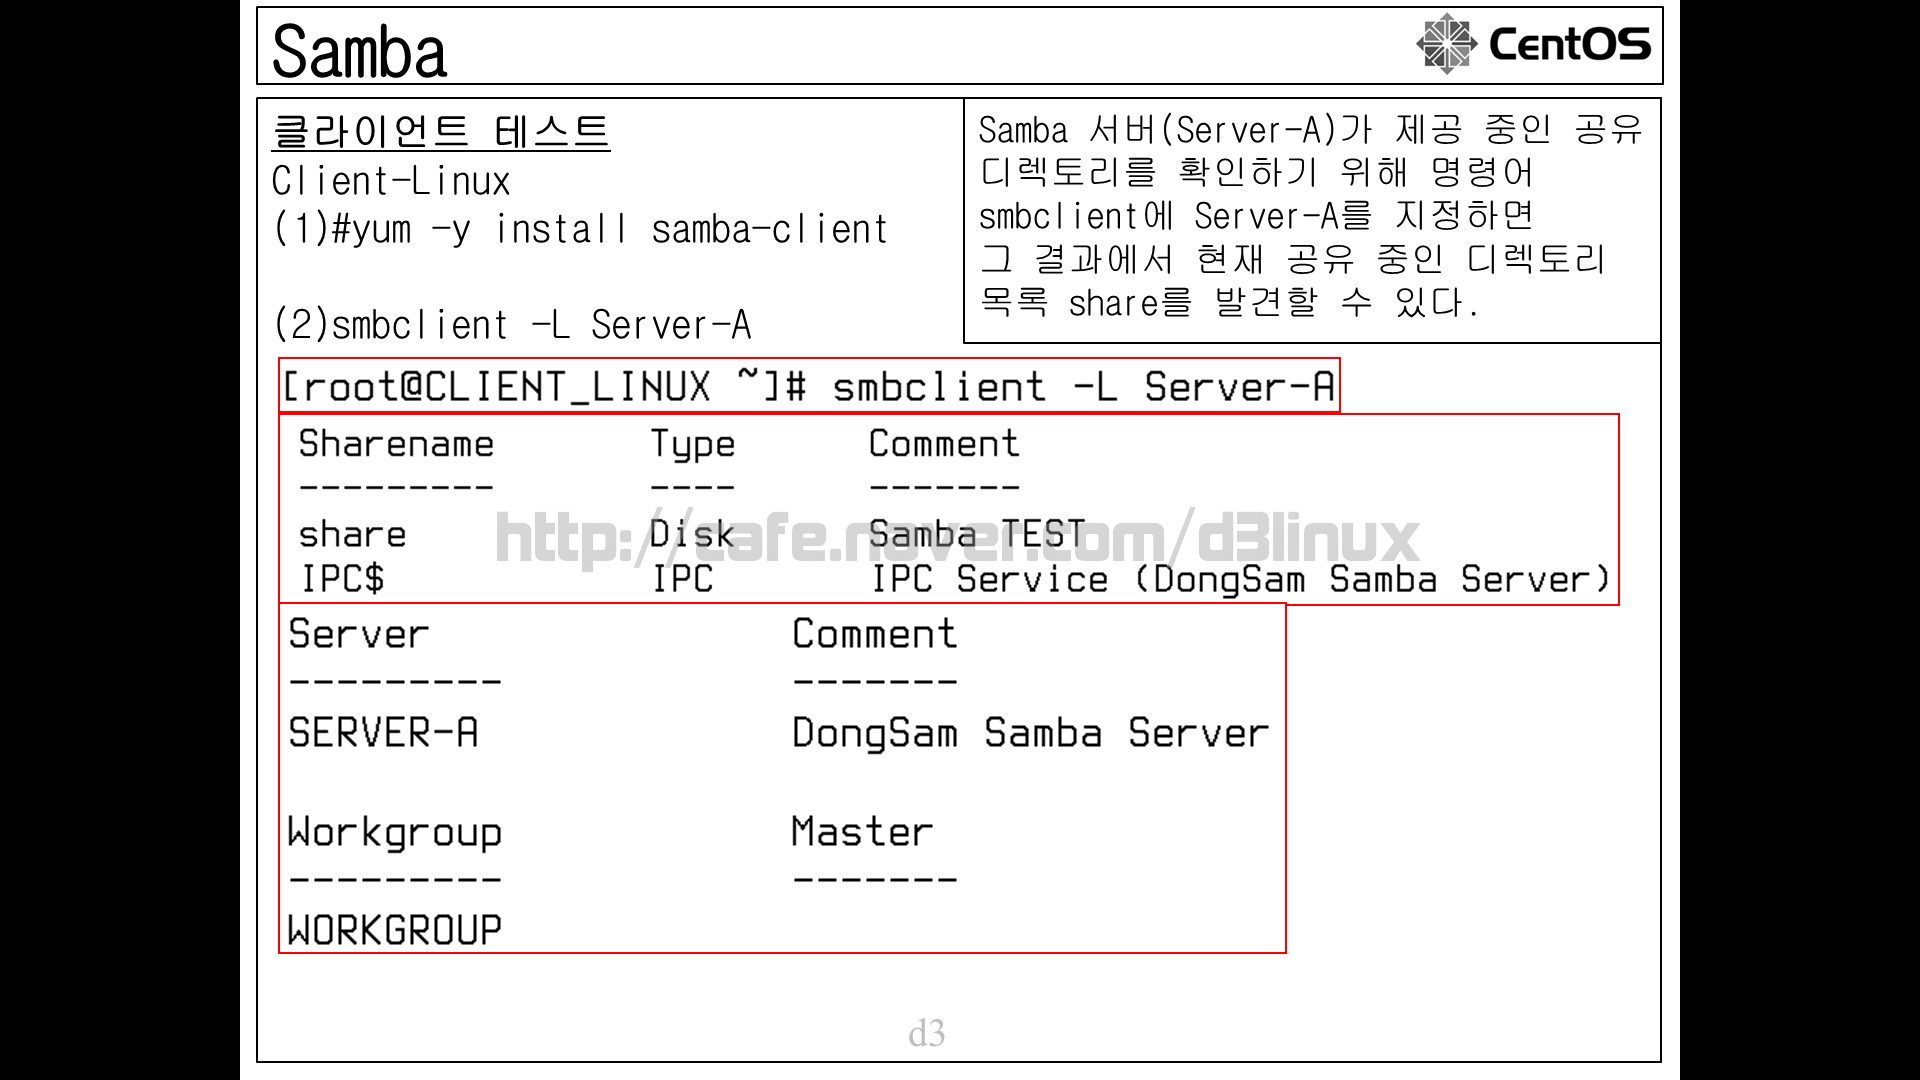 Samba
CentOS
클라이언트 테스트
Client-Linux
(1)#yum -y install samba-client
(2)smbclient -L Server-A
Samba 서버(Server-A)가 제공 중인 공유
디렉토리를 확인하기 위해 명령어
smbclient에 Server-A를 지정하면
그 결과에서 현재 공유 중인 디렉토리
목록 share를 발견할 수 있다.
[root@CLIENT_LINUX ~]# smbclient -L Server-A
Sharename Type Comment
--------- ---- -------
share Disk Samba TEST
IPC$ IPC IPC Service (DongSam Samba Server)
http://cafe.naver.com/d3linux
Server Comment
--------- -------
SERVER-A DongSam Samba Server
Workgroup Master
--------- -------
WORKGROUP
d3